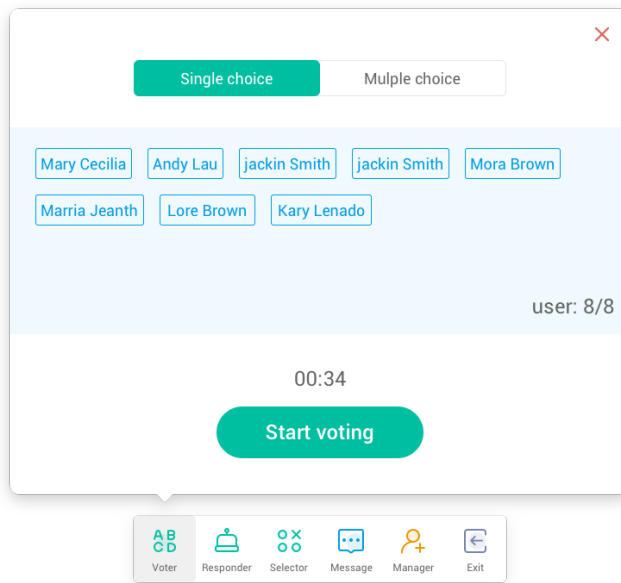 Single choice Mulple choice
Mary Cecilia Andy Lau jackin Smith jackin Smith Mora Brown
Marria Jeanth Lore Brown Kary Lenado
user: 8/8
00:34
Start voting
A B
C D
Voter Responder Selector Message Manager Exit